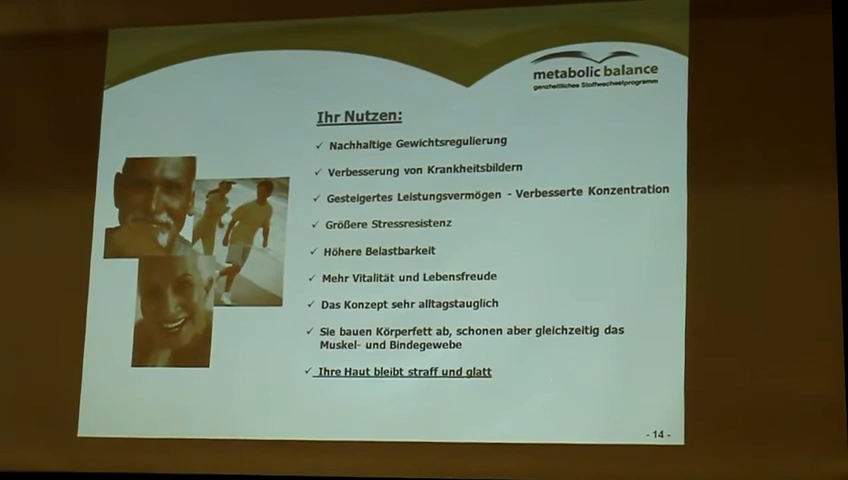 metabolic balance
ganzheitliches Stoffwechselprogramm
Ihr Nutzen:
✓ Nachhaltige Gewichtsregulierung
✓ Verbesserung von Krankheitsbildern
✓ Gesteigertes Leistungsvermögen - Verbesserte Konzentration
✓ Größere Stressresistenz
✓ Höhere Belastbarkeit
✓ Mehr Vitalität und Lebensfreude
✓ Das Konzept sehr alltagstauglich
✓ Sie bauen Körperfett ab, schonen aber gleichzeitig das
Muskel- und Bindegewebe
✓ Ihre Haut bleibt straff und glatt
- 14 -